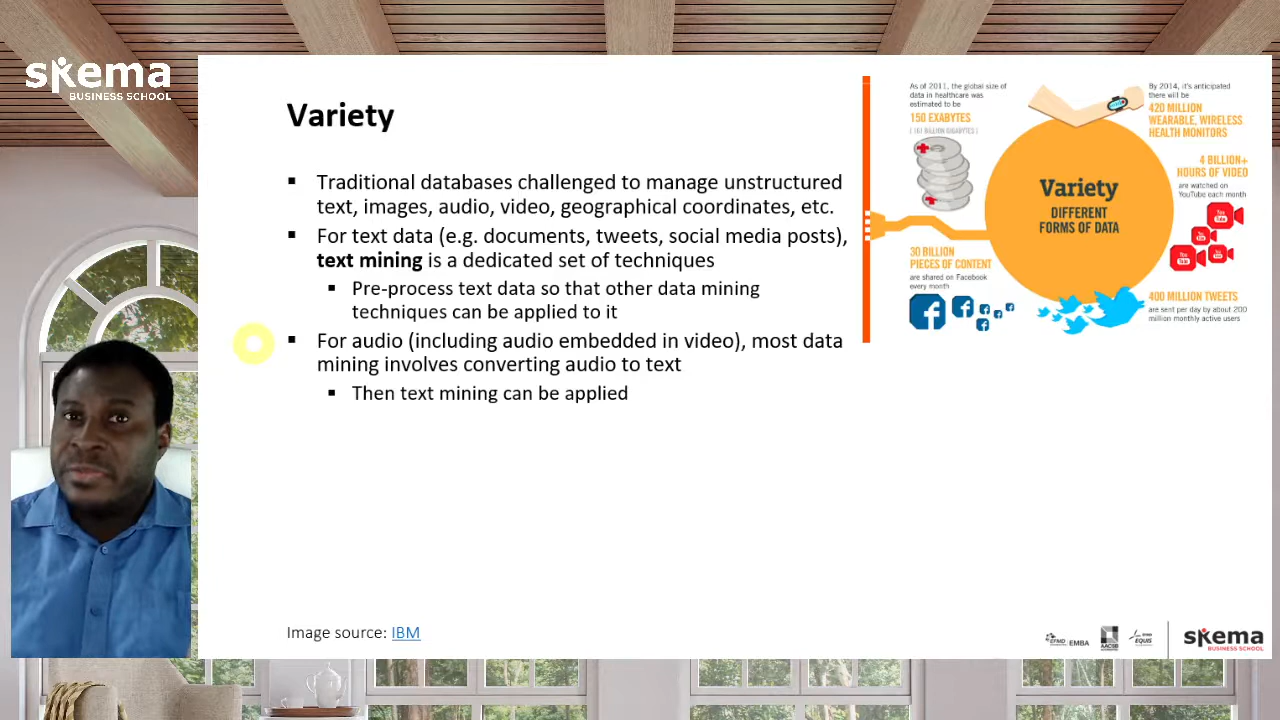 skema
BUSINESS SCHOOL
Variety
Traditional databases challenged to manage unstructured
text, images, audio, video, geographical coordinates, etc.
For text data (e.g. documents, tweets, social media posts),
text mining is a dedicated set of techniques
Pre-process text data so that other data mining
techniques can be applied to it
For audio (including audio embedded in video), most data
mining involves converting audio to text
Then text mining can be applied
As of 2011, the global size of
data in healthcare was
estimated to be
150 EXABYTES
( 161 BILLION GIGABYTES )
By 2014, it's anticipated
there will be
420 MILLION
WEARABLE, WIRELESS
HEALTH MONITORS
4 BILLION+
HOURS OF VIDEO
are watched on
YouTube each month
Variety
DIFFERENT
FORMS OF DATA
30 BILLION
PIECES OF CONTENT
are shared on Facebook
every month
400 MILLION TWEETS
are sent per day by about 200
million monthly active users
Image source: IBM
EMBA
AACSB
EQUIS
skema
BUSINESS SCHOOL